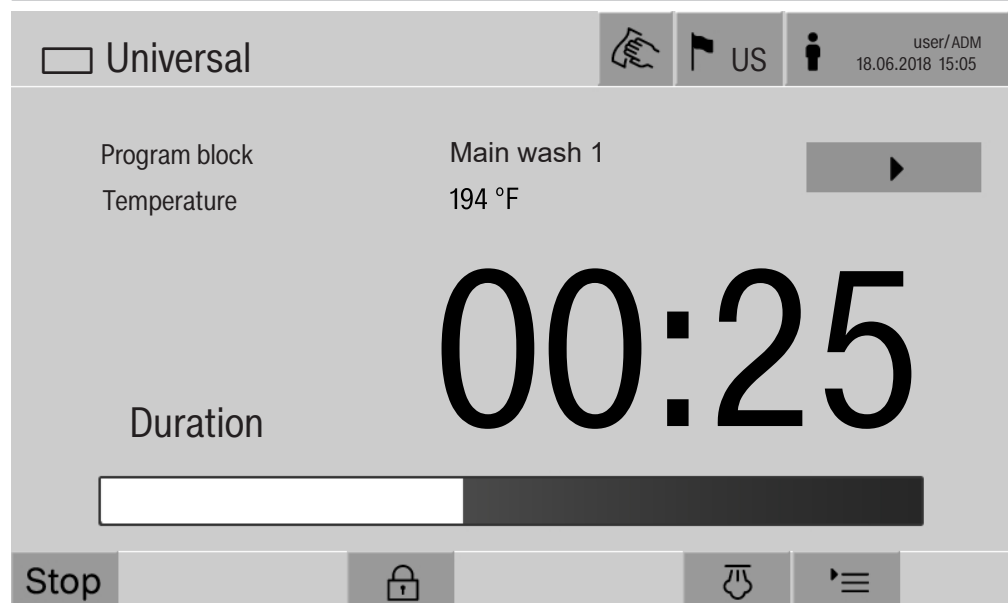 Universal
US
user/ADM
18.06.2018 15:05
Program block Main wash 1
Temperature 194 °F
00:25
Duration
Stop